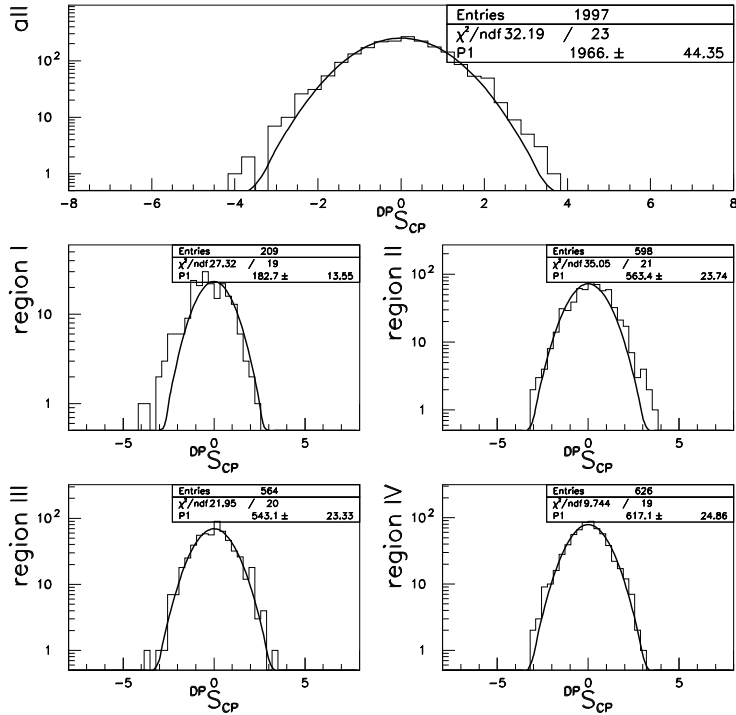 all
Entries 1997
χ²/ndf 32.19 / 23
P1 1966. ± 44.35
10²
10
1
-8 -6 -4 -2 0 2 4 6 8
DPS_CP
region I
Entries 209
χ²/ndf 27.32 / 19
P1 182.7 ± 13.55
10
1
-5 0 5
DPS_CP
region II
Entries 598
χ²/ndf 35.05 / 21
P1 563.4 ± 23.74
10²
10
1
-5 0 5
DPS_CP
region III
Entries 564
χ²/ndf 21.95 / 20
P1 543.1 ± 23.33
10²
10
1
-5 0 5
DPS_CP
region IV
Entries 626
χ²/ndf 9.744 / 19
P1 617.1 ± 24.86
10²
10
1
-5 0 5
DPS_CP